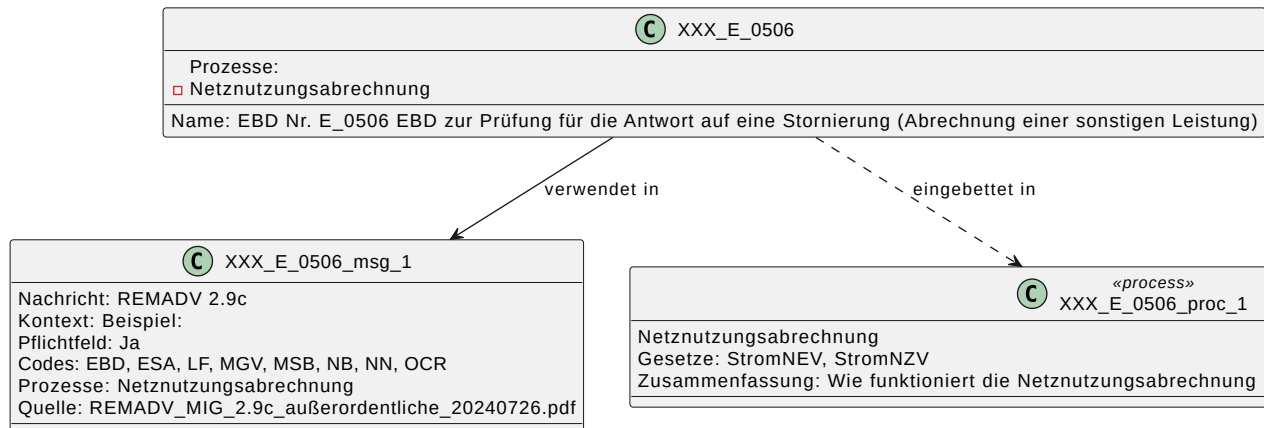 C XXX_E_0506
Prozesse:
Netznutzungsabrechnung
Name: EBD Nr. E_0506 EBD zur Prüfung für die Antwort auf eine Stornierung (Abrechnung einer sonstigen Leistung)
verwendet in
eingebettet in
C XXX_E_0506_msg_1
Nachricht: REMADV 2.9c
Kontext: Beispiel:
Pflichtfeld: Ja
Codes: EBD, ESA, LF, MGV, MSB, NB, NN, OCR
Prozesse: Netznutzungsabrechnung
Quelle: REMADV_MIG_2.9c_außerordentliche_20240726.pdf
«process»
C XXX_E_0506_proc_1
Netznutzungsabrechnung
Gesetze: StromNEV, StromNZV
Zusammenfassung: Wie funktioniert die Netznutzungsabrechnung